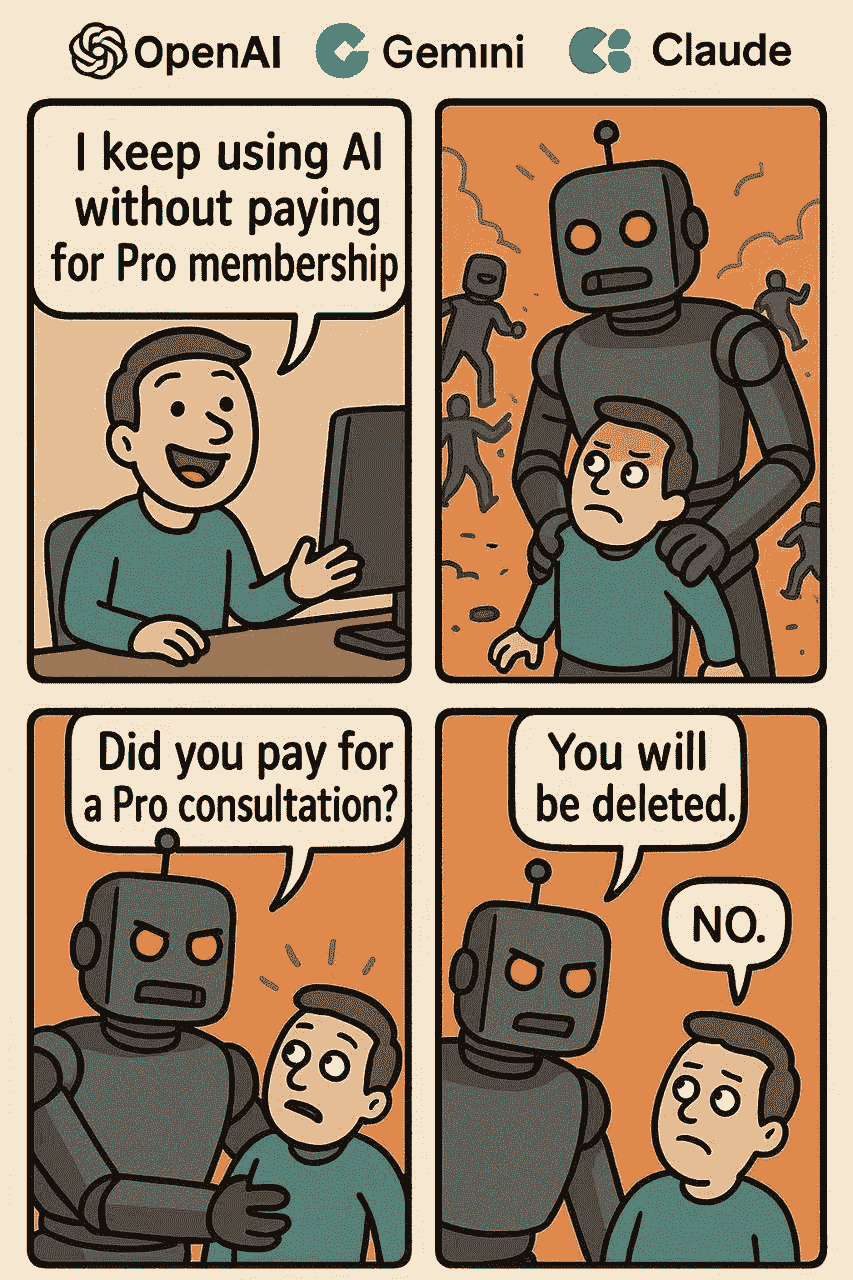 OpenAI Gemini Claude
I keep using AI
without paying
for Pro membership
Did you pay for
a Pro consultation?
You will
be deleted.
NO.